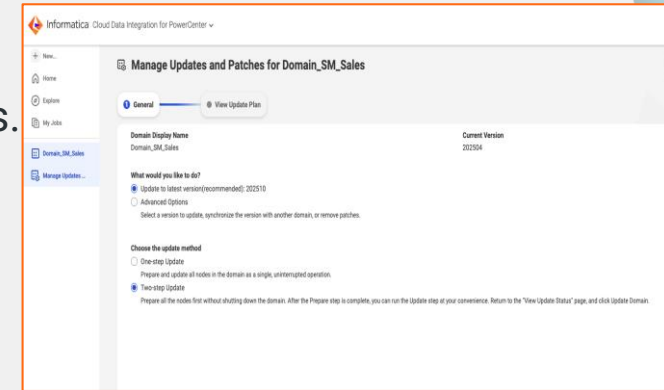 Informatica Cloud Data Integration for PowerCenter
New...
Home
Explore
My Jobs
Domain_SM_Sales
Manage Updates ...
s.
Manage Updates and Patches for Domain_SM_Sales
1 General
View Update Plan
Domain Display Name
Domain_SM_Sales
Current Version
202504
What would you like to do?
Update to latest version(recommended): 202510
Advanced Options
Select a version to update, synchronize the version with another domain, or remove patches.
Choose the update method
One-step Update
Prepare and update all nodes in the domain as a single, uninterrupted operation.
Two-step Update
Prepare all the nodes first without shutting down the domain. After the Prepare step is complete, you can run the Update step at your convenience. Return to the "View Update Status" page, and click Update Domain.